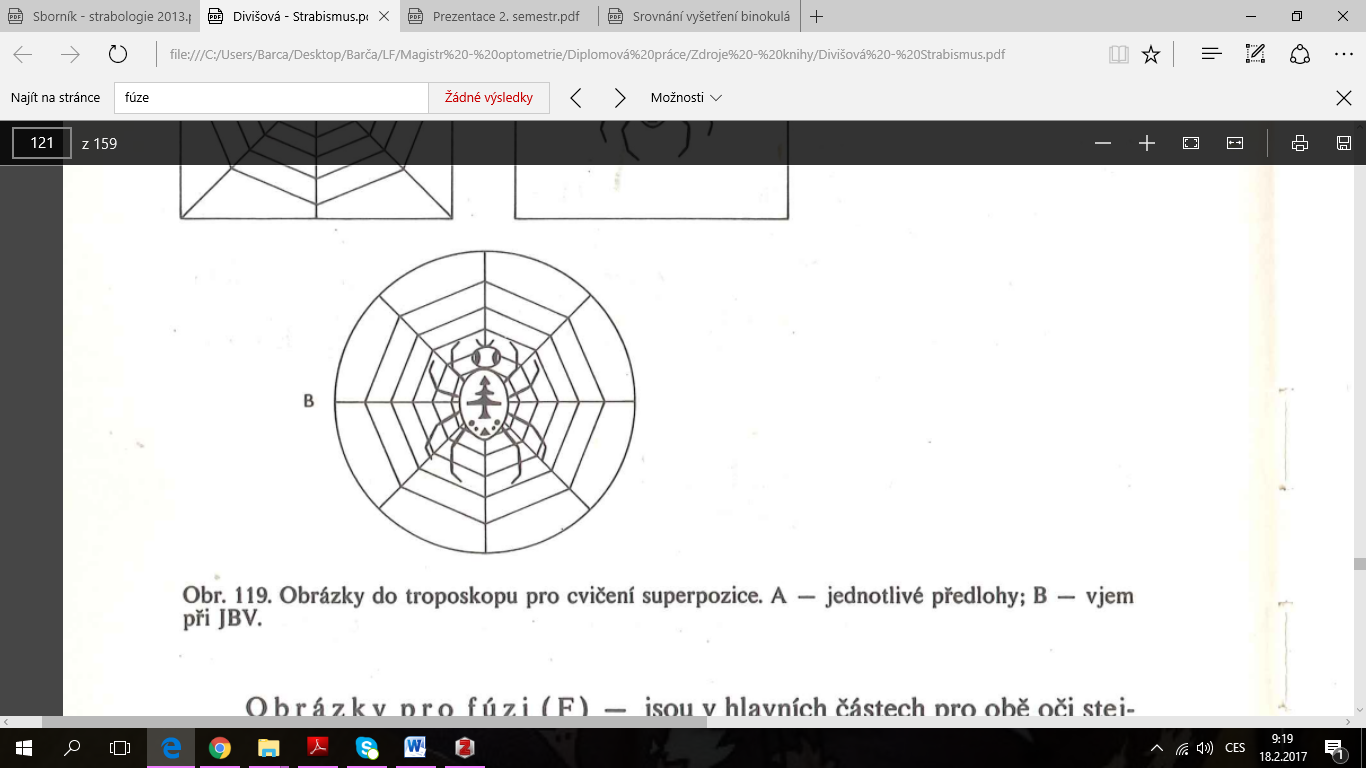 Sborník - strabologie 2013.p
Divišová - Strabismus.pd
Prezentace 2. semestr.pdf
Srovnání vyšetření binokulá
file:///C:/Users/Barca/Desktop/Barča/LF/Magistr%20-%20optometrie/Diplomová%20práce/Zdroje%20-%20knihy/Divišová%20-%20Strabismus.pdf
Najít na stránce fúze Žádné výsledky Možnosti
121 z 159
B
Obr. 119. Obrázky do troposkopu pro cvičení superpozice. A — jednotlivé předlohy; B — vjem
při JBV.
Obrázky pro fúzi (F) — jsou v hlavních částech pro obě oči stej-
CES
9:19
18.2.2017
1